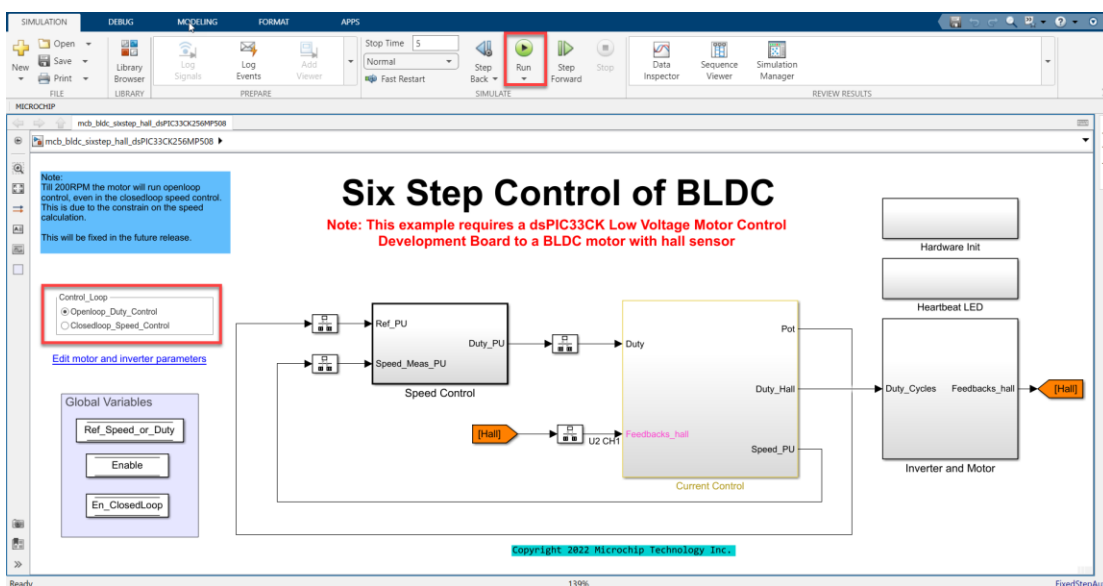 SIMULATION
DEBUG
MODELING
FORMAT
APPS
New
Open
Save
Print
FILE
Library
Browser
LIBRARY
Log
Signals
Log
Events
Add
Viewer
PREPARE
Stop Time 5
Normal
Fast Restart
Step
Back
Run
Step
Forward
Stop
SIMULATE
Data
Inspector
Sequence
Viewer
Simulation
Manager
REVIEW RESULTS
MICROCHIP
mcb_bldc_sixstep_hall_dsPIC33CK256MP508
mcb_bldc_sixstep_hall_dsPIC33CK256MP508
Note:
Till 200RPM the motor will run openloop
control, even in the closedloop speed control.
This is due to the constrain on the speed
calculation.
This will be fixed in the future release.
Six Step Control of BLDC
Note: This example requires a dsPIC33CK Low Voltage Motor Control
Development Board to a BLDC motor with hall sensor
Hardware Init
Heartbeat LED
Control_Loop
Openloop_Duty_Control
Closedloop_Speed_Control
Edit motor and inverter parameters
Global Variables
Ref_Speed_or_Duty
Enable
En_ClosedLoop
Ref_PU
Speed_Meas_PU
Duty_PU
Speed Control
[Hall]
U2 CH1
Duty
Feedbacks_hall
Pot
Duty_Hall
Speed_PU
Current Control
Duty_Cycles
Feedbacks_hall
[Hall]
Inverter and Motor
Copyright 2022 Microchip Technology Inc.
Ready
139%